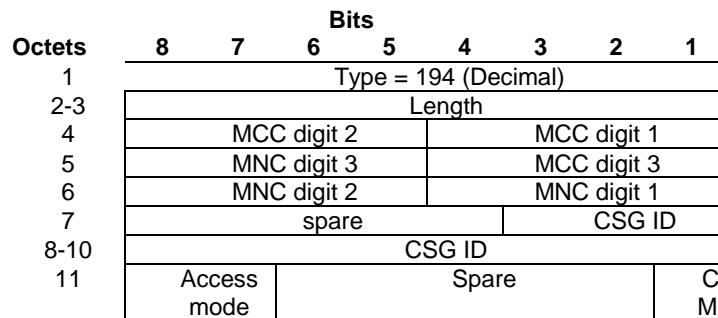 Bits
Octets 8 7 6 5 4 3 2 1
1 Type = 194 (Decimal)
2-3 Length
4 MCC digit 2 MCC digit 1
5 MNC digit 3 MCC digit 3
6 MNC digit 2 MNC digit 1
7 spare CSG ID
8-10 CSG ID
11 Access Spare C
mode M